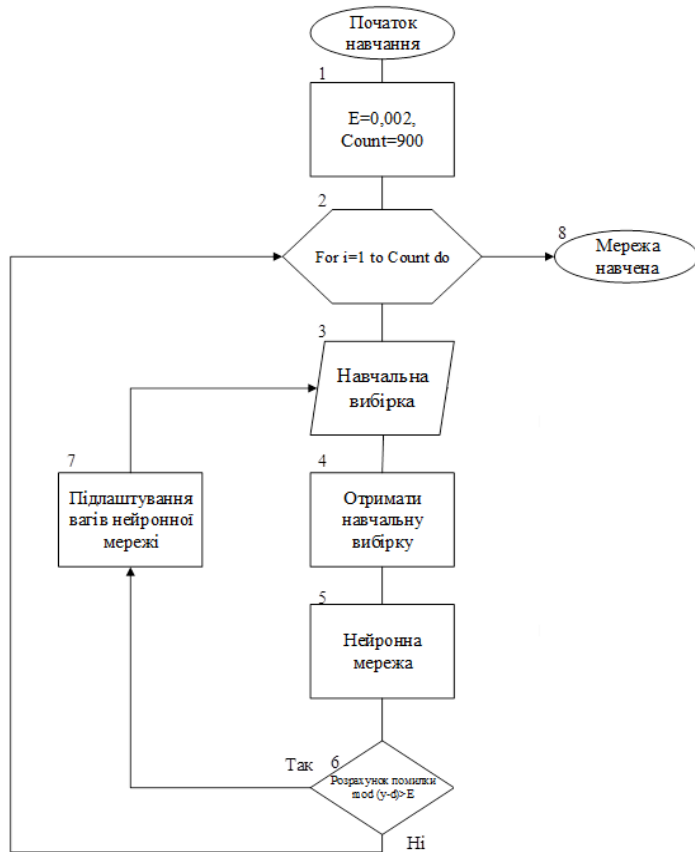 Початок
навчання
1
E=0,002,
Count=900
2
For i=1 to Count do
8
Мережа
навчена
3
Навчальна
вибірка
7
Підлаштування
вагів нейронної
мережі
4
Отримати
навчальну
вибірку
5
Нейронна
мережа
Так
6
Розрахунок помилки
mod (y-d)>E
Ні